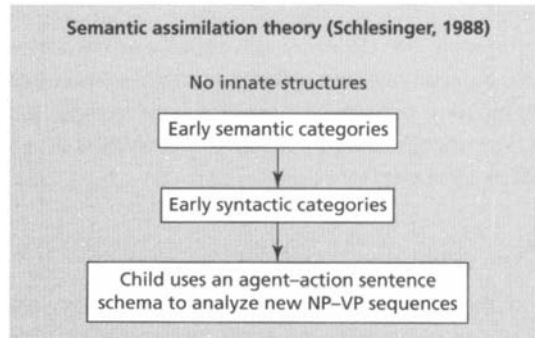 Semantic assimilation theory (Schlesinger, 1988)
No innate structures
Early semantic categories
Early syntactic categories
Child uses an agent–action sentence
schema to analyze new NP–VP sequences